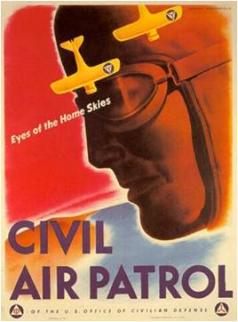 Eyes of the Home Skies
CIVIL
AIR PATROL
OF THE U.S. OFFICE OF CIVILIAN DEFENSE